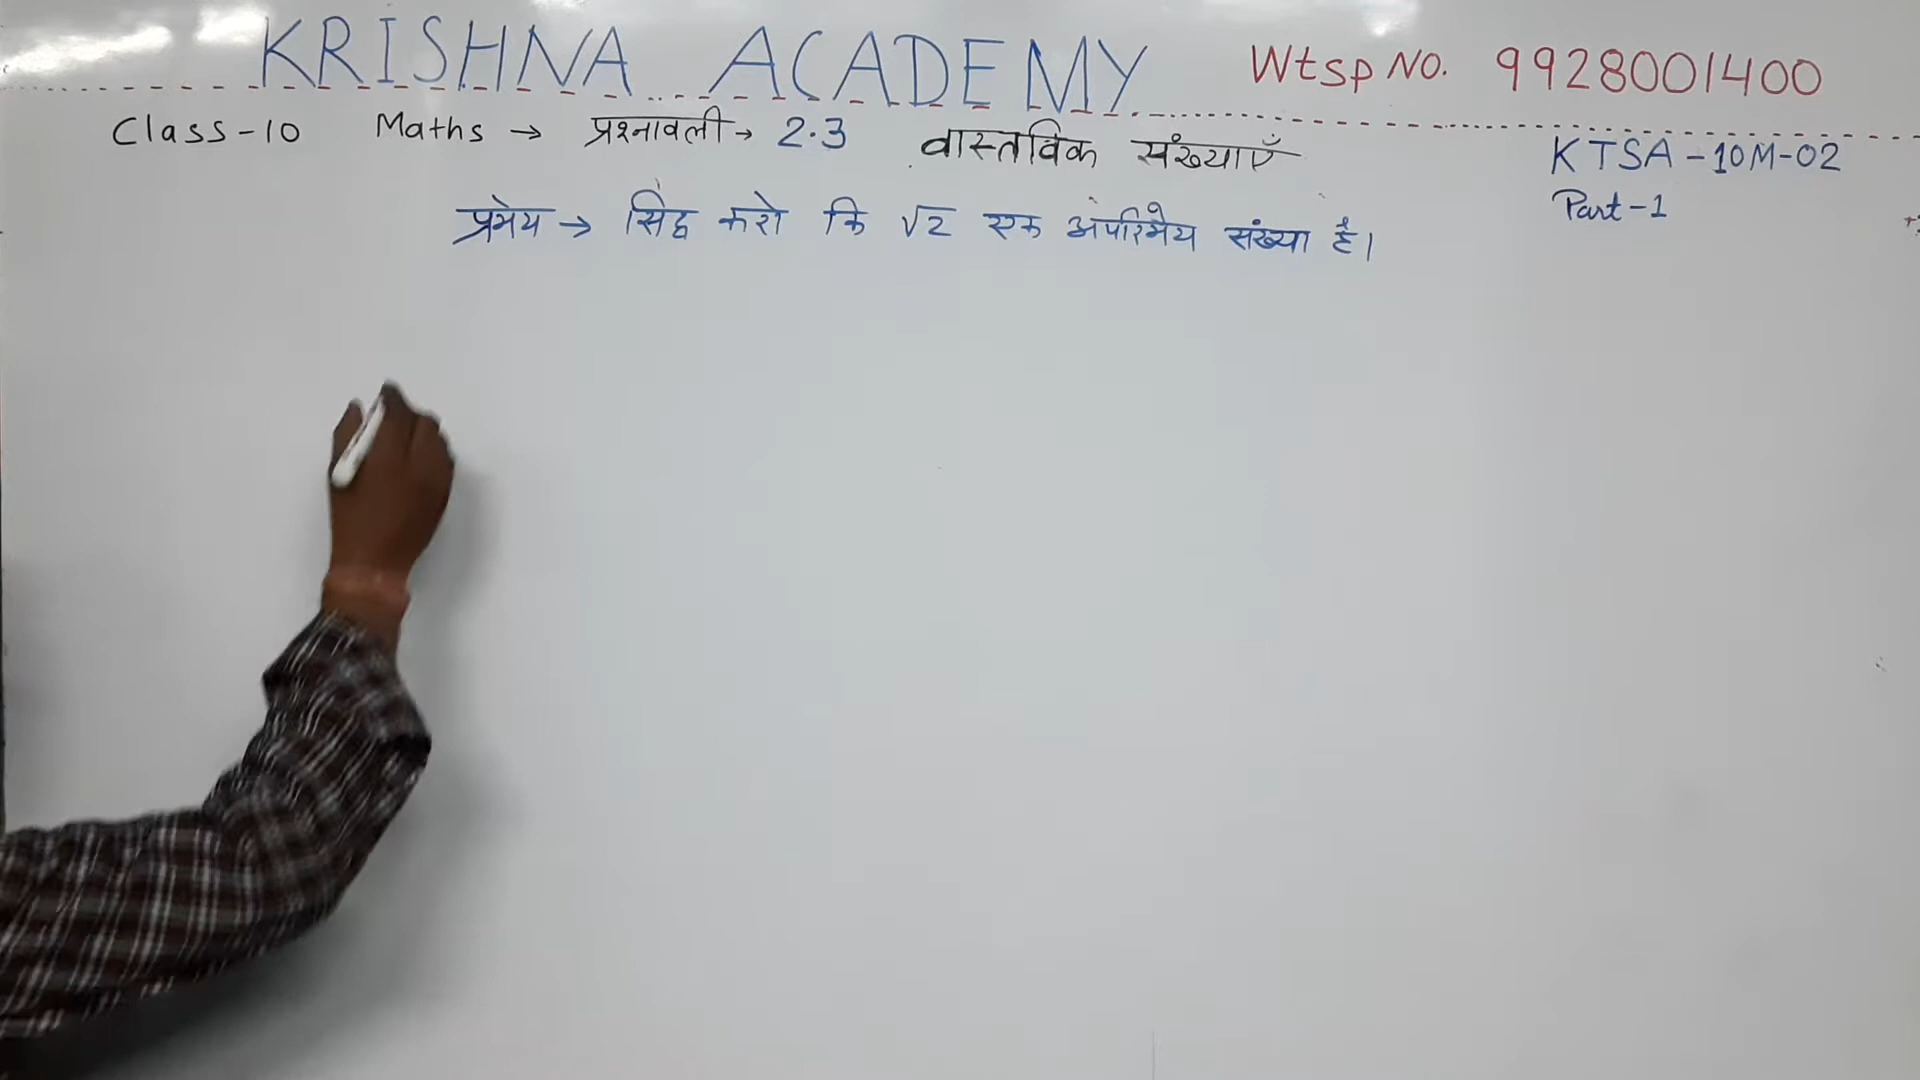 KRISHNA ACADEMY Wtsp NO. 9928001400
Class-10 Maths → प्रश्नावली → 2.3 वास्तविक संख्याएँ KTSA-10M-02
Part-1
प्रमेय → सिद्ध करो कि √2 एक अपरिमेय संख्या है।